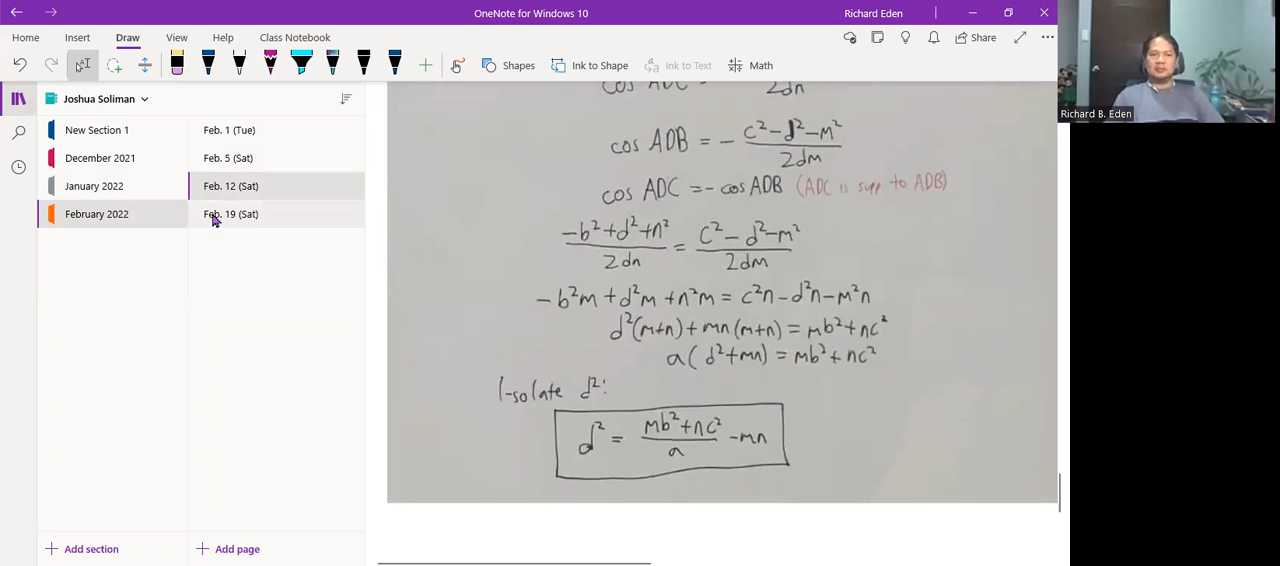 OneNote for Windows 10
Richard Eden
Home Insert Draw View Help Class Notebook
Share
Shapes Ink to Shape Ink to Text Math
Joshua Soliman
New Section 1
December 2021
January 2022
February 2022
Feb. 1 (Tue)
Feb. 5 (Sat)
Feb. 12 (Sat)
Feb. 19 (Sat)
Add section
Add page
cos ADC = 2dn
cos ADB = - (c² - d² - m²)/2dm
cos ADC = - cos ADB (ADC is supp to ADB)
(-b² + d² + n²)/2dn = (c² - d² - m²)/2dm
-b²m + d²m + n²m = c²n - d²n - m²n
d²(m+n) + mn(m+n) = mb² + nc²
a(d² + mn) = mb² + nc²
Isolate d²:
d² = (mb² + nc²)/a - mn
Richard B. Eden